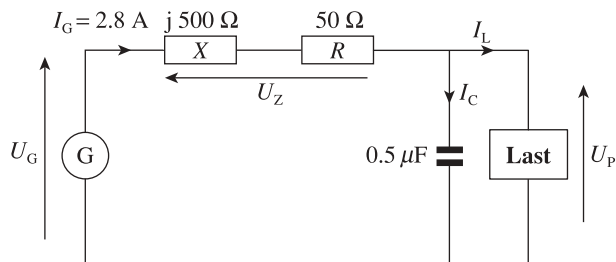 I_G = 2.8 A
j 500 Ω
50 Ω
X
R
I_L
U_Z
I_C
U_G
G
0.5 μF
Last
U_P